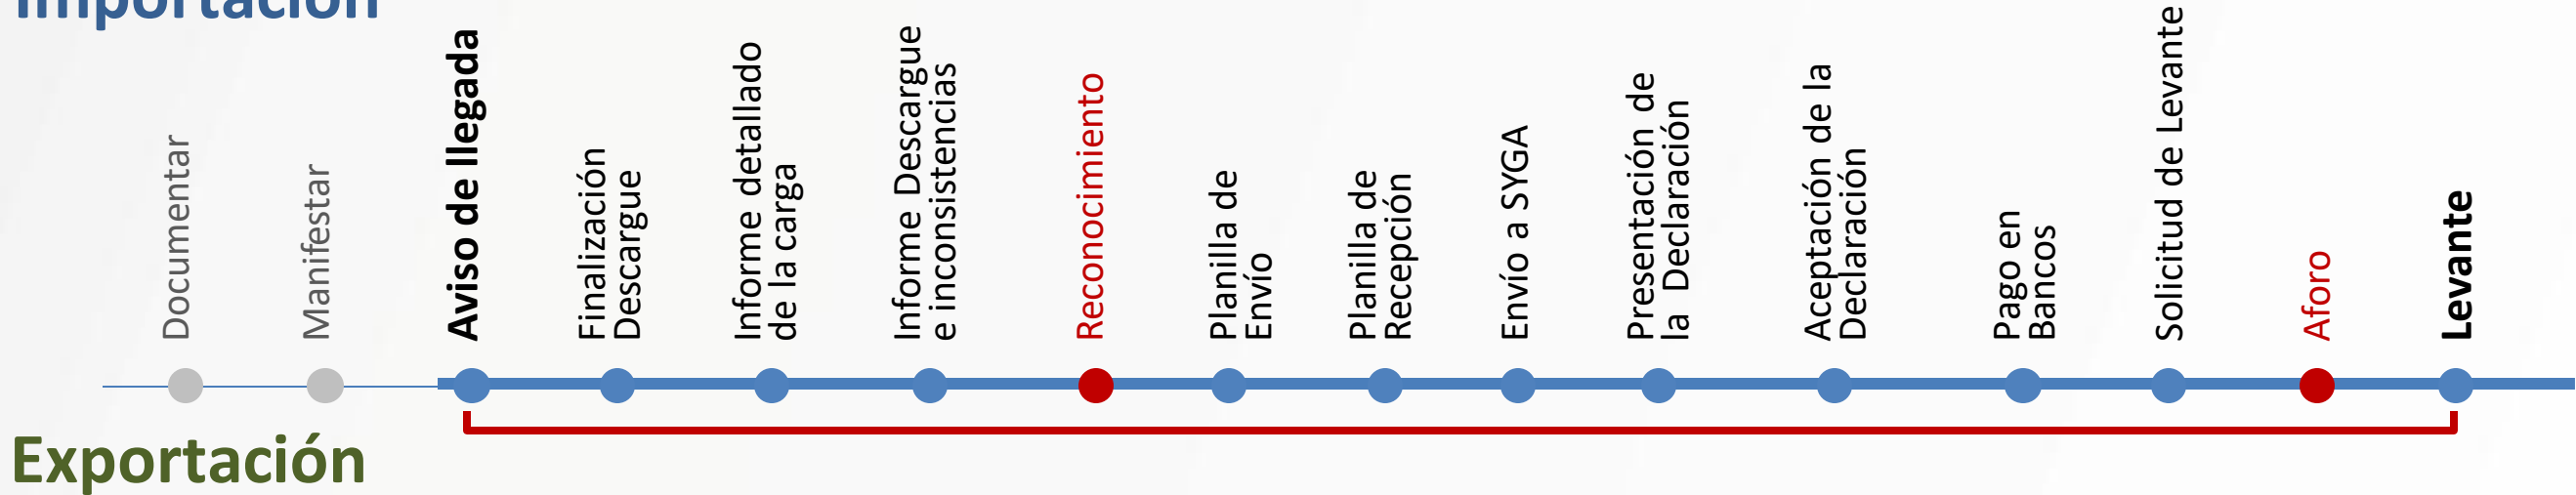 Importación
Documentar
Manifestar
Aviso de llegada
Finalización
Descargue
Informe detallado
de la carga
Informe Descargue
e inconsistencias
Reconocimiento
Planilla de
Envío
Planilla de
Recepción
Envío a SYGA
Presentación de
la Declaración
Aceptación de la
Declaración
Pago en
Bancos
Solicitud de Levante
Aforo
Levante
Exportación